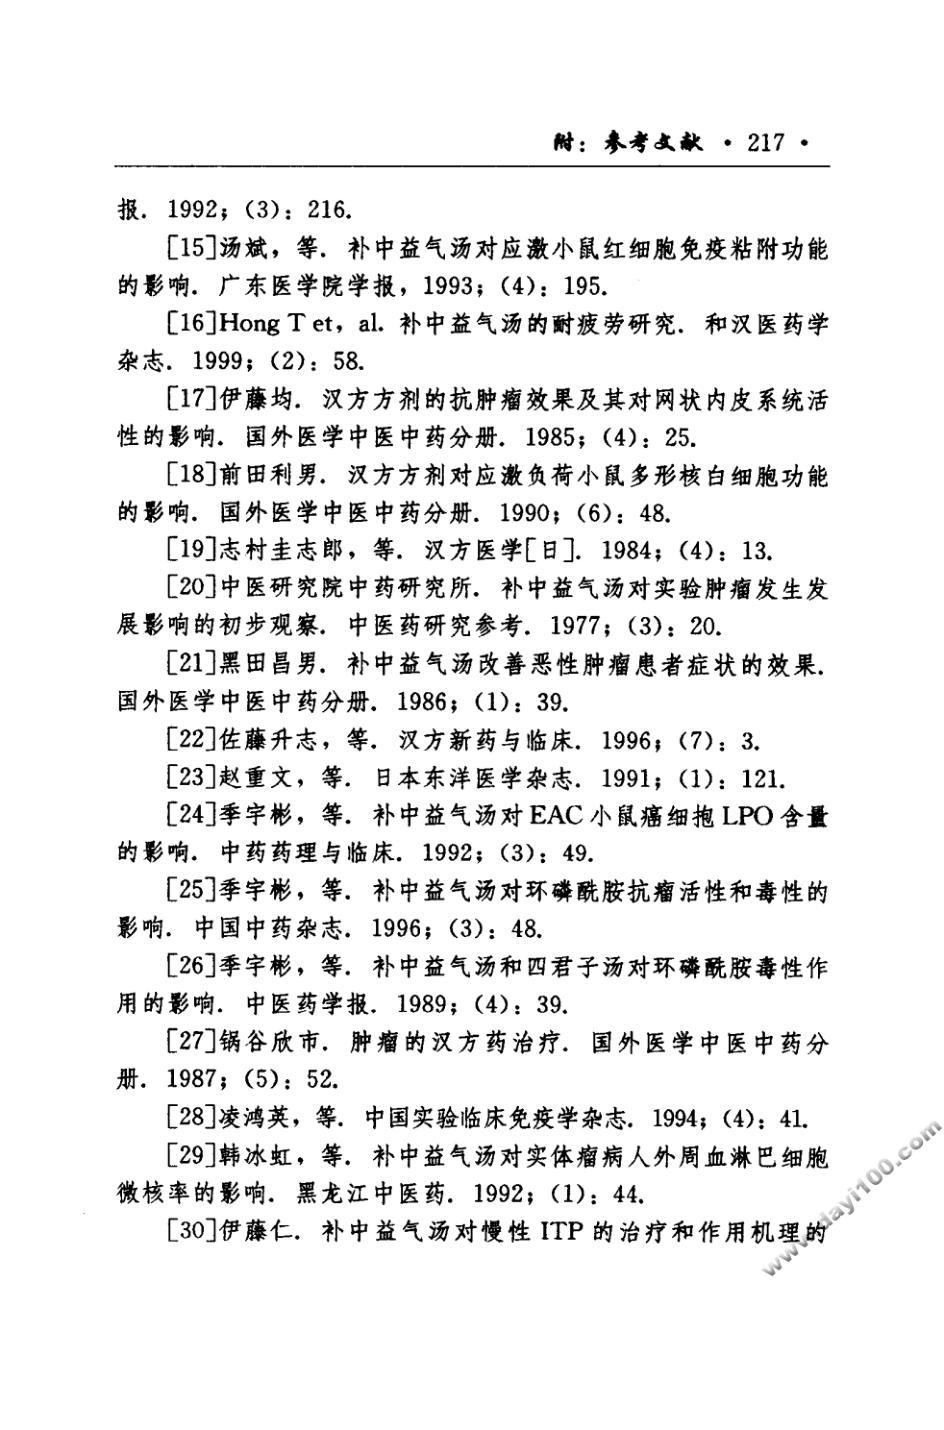 附：参考文献 · 217 ·
报．1992；（3）：216.
[15]汤斌，等．补中益气汤对应激小鼠红细胞免疫粘附功能
的影响．广东医学院学报，1993；（4）：195.
[16]Hong T et，al. 补中益气汤的耐疲劳研究．和汉医药学
杂志．1999；（2）：58.
[17]伊藤均．汉方方剂的抗肿瘤效果及其对网状内皮系统活
性的影响．国外医学中医中药分册．1985；（4）：25.
[18]前田利男．汉方方剂对应激负荷小鼠多形核白细胞功能
的影响．国外医学中医中药分册．1990；（6）：48.
[19]志村圭志郎，等．汉方医学[日]．1984；（4）：13.
[20]中医研究院中药研究所．补中益气汤对实验肿瘤发生发
展影响的初步观察．中医药研究参考．1977；（3）：20.
[21]黑田昌男．补中益气汤改善恶性肿瘤患者症状的效果．
国外医学中医中药分册．1986；（1）：39.
[22]佐藤升志，等．汉方新药与临床．1996；（7）：3.
[23]赵重文，等．日本东洋医学杂志．1991；（1）：121.
[24]季宇彬，等．补中益气汤对 EAC 小鼠癌细抱 LPO 含量
的影响．中药药理与临床．1992；（3）：49.
[25]季宇彬，等．补中益气汤对环磷酰胺抗瘤活性和毒性的
影响．中国中药杂志．1996；（3）：48.
[26]季宇彬，等．补中益气汤和四君子汤对环磷酰胺毒性作
用的影响．中医药学报．1989；（4）：39.
[27]锅谷欣市．肿瘤的汉方药治疗．国外医学中医中药分
册．1987；（5）：52.
[28]凌鸿英，等．中国实验临床免疫学杂志．1994；（4）：41.
[29]韩冰虹，等．补中益气汤对实体瘤病人外周血淋巴细胞
微核率的影响．黑龙江中医药．1992；（1）：44.
[30]伊藤仁．补中益气汤对慢性 ITP 的治疗和作用机理的
www.dayi100.com